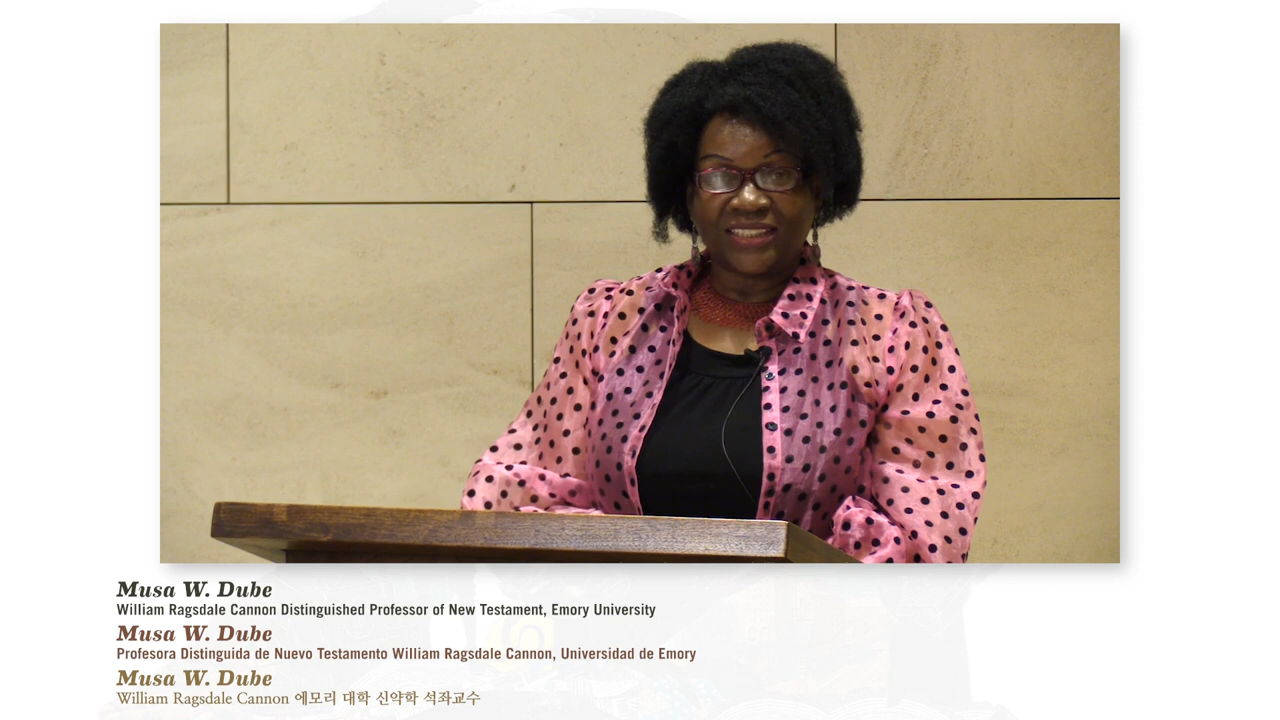 Musa W. Dube
William Ragsdale Cannon Distinguished Professor of New Testament, Emory University
Musa W. Dube
Profesora Distinguida de Nuevo Testamento William Ragsdale Cannon, Universidad de Emory
Musa W. Dube
William Ragsdale Cannon 에모리 대학 신약학 석좌교수